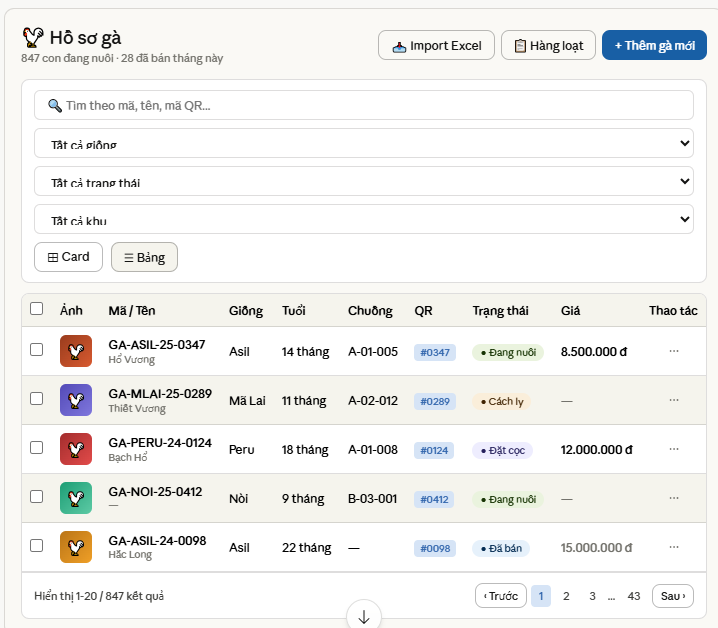 Hồ sơ gà
847 con đang nuôi · 28 đã bán tháng này
Import Excel
Hàng loạt
+ Thêm gà mới
Tìm theo mã, tên, mã QR...
Tất cả giống
Tất cả trạng thái
Tất cả khu
Card
Bảng
Ảnh Mã / Tên Giống Tuổi Chuồng QR Trạng thái Giá Thao tác
GA-ASIL-25-0347 Asil 14 tháng A-01-005 #0347 • Đang nuôi 8.500.000 đ ...
Hổ Vương
GA-MLAI-25-0289 Mã Lai 11 tháng A-02-012 #0289 • Cách ly — ...
Thiết Vương
GA-PERU-24-0124 Peru 18 tháng A-01-008 #0124 • Đặt cọc 12.000.000 đ ...
Bạch Hổ
GA-NOI-25-0412 Nòi 9 tháng B-03-001 #0412 • Đang nuôi — ...
—
GA-ASIL-24-0098 Asil 22 tháng — #0098 • Đã bán 15.000.000 đ ...
Hắc Long
Hiển thị 1-20 / 847 kết quả
‹ Trước 1 2 3 ... 43 Sau ›